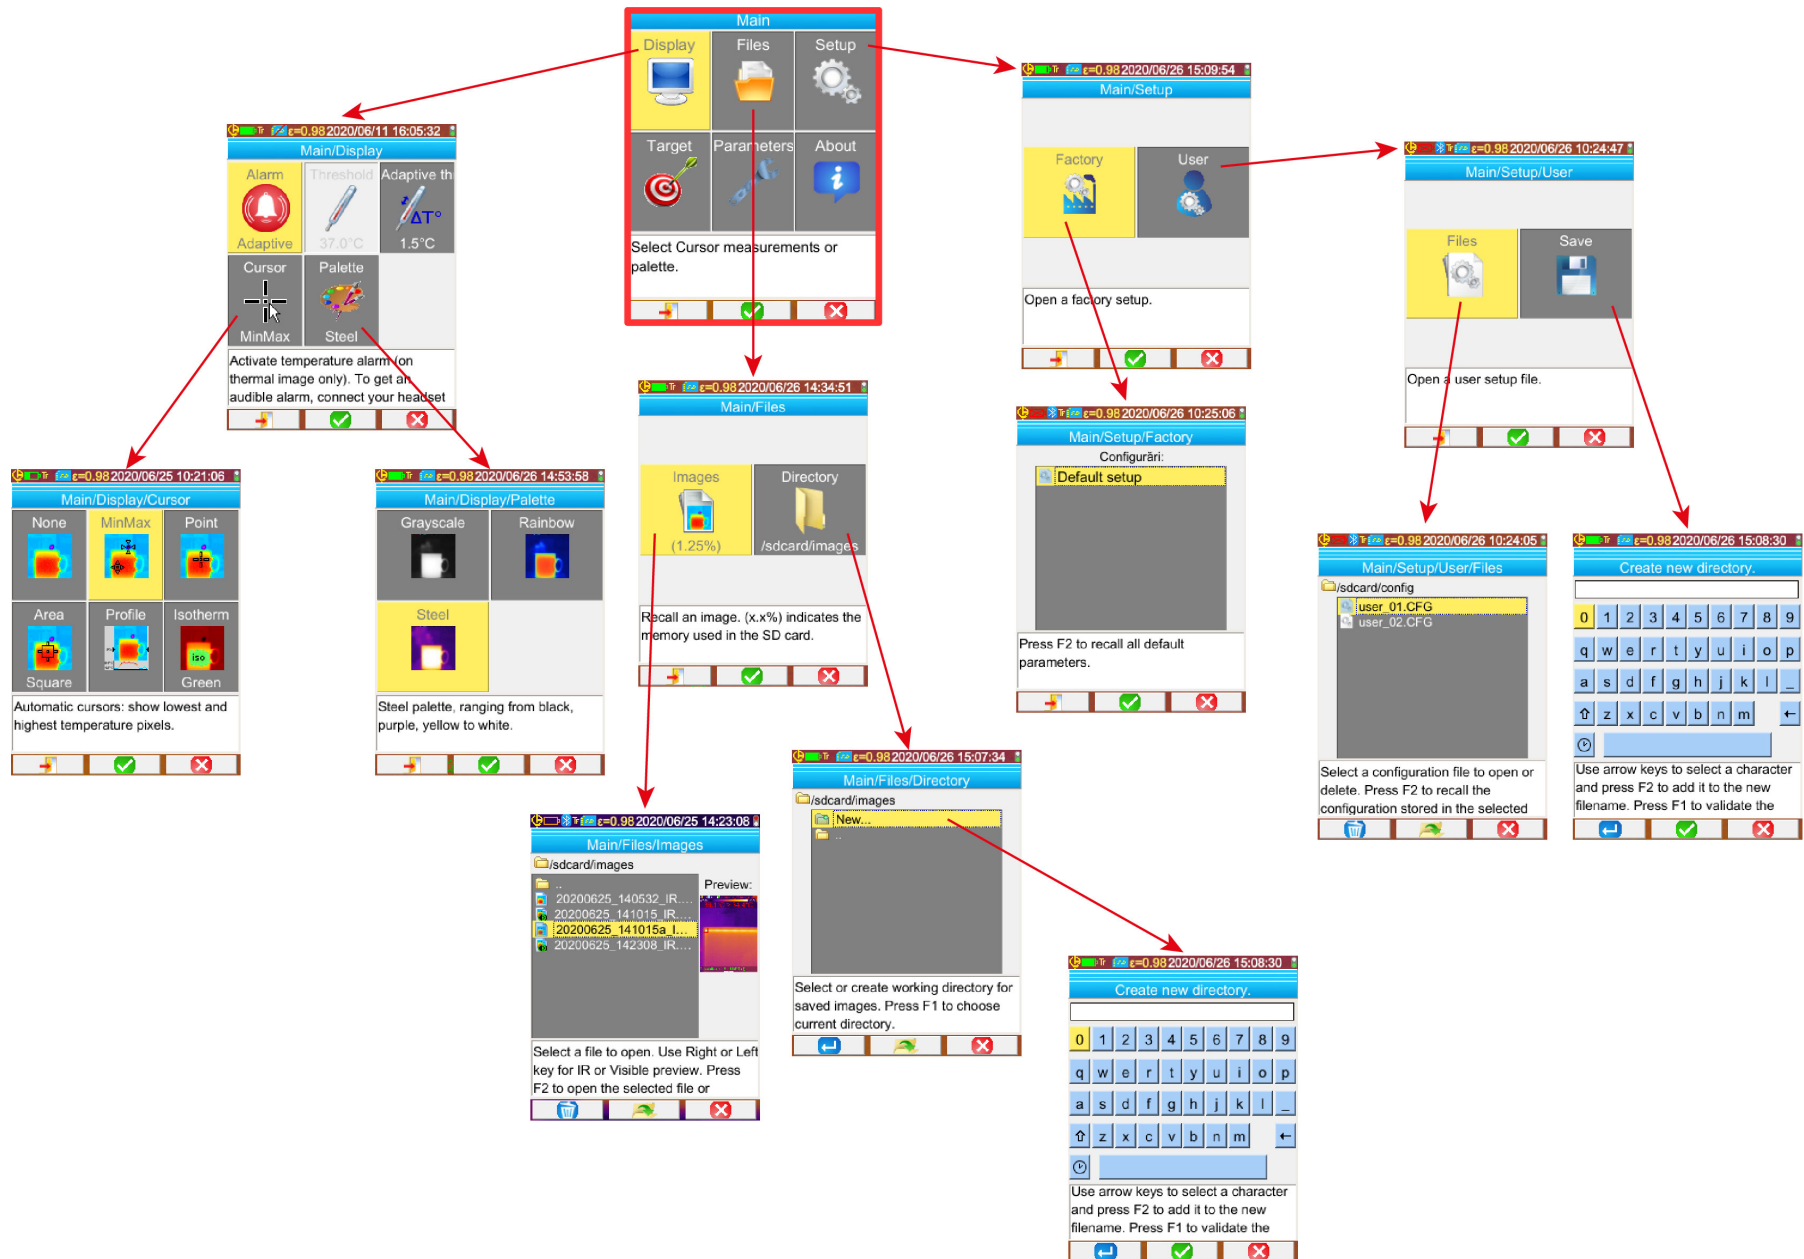 Main
Display Files Setup
Target Parameters About
Select Cursor measurements or
palette.
Tr ε=0.98 2020/06/11 16:05:32
Main/Display
Alarm Threshold Adaptive th
Adaptive 37.0°C 1.5°C
ΔT°
Cursor Palette
MinMax Steel
Activate temperature alarm (on
thermal image only). To get an
audible alarm, connect your headset
Tr ε=0.98 2020/06/25 10:21:06
Main/Display/Cursor
None MinMax Point
Area Profile Isotherm
iso
Square Green
Automatic cursors: show lowest and
highest temperature pixels.
Tr ε=0.98 2020/06/26 14:53:58
Main/Display/Palette
Grayscale Rainbow
Steel
Steel palette, ranging from black,
purple, yellow to white.
Tr ε=0.98 2020/06/26 14:34:51
Main/Files
Images Directory
(1.25%) /sdcard/images
Recall an image. (x.x%) indicates the
memory used in the SD card.
Tr ε=0.98 2020/06/25 14:23:08
Main/Files/Images
/sdcard/images
..
Preview:
20200625_140532_IR....
20200625_141015_IR....
20200625_141015a_I...
20200625_142308_IR....
Select a file to open. Use Right or Left
key for IR or Visible preview. Press
F2 to open the selected file or
Tr ε=0.98 2020/06/26 15:07:34
Main/Files/Directory
/sdcard/images
New...
..
Select or create working directory for
saved images. Press F1 to choose
current directory.
Tr ε=0.98 2020/06/26 15:08:30
Create new directory.
0 1 2 3 4 5 6 7 8 9
q w e r t y u i o p
a s d f g h j k l _
⇧ z x c v b n m ←
Use arrow keys to select a character
and press F2 to add it to the new
filename. Press F1 to validate the
Tr ε=0.98 2020/06/26 15:09:54
Main/Setup
Factory User
Open a factory setup.
Tr ε=0.98 2020/06/26 10:25:06
Main/Setup/Factory
Configurări:
Default setup
Press F2 to recall all default
parameters.
Tr ε=0.98 2020/06/26 10:24:47
Main/Setup/User
Files Save
Open a user setup file.
Tr ε=0.98 2020/06/26 10:24:05
Main/Setup/User/Files
/sdcard/config
user_01.CFG
user_02.CFG
Select a configuration file to open or
delete. Press F2 to recall the
configuration stored in the selected
Tr ε=0.98 2020/06/26 15:08:30
Create new directory.
0 1 2 3 4 5 6 7 8 9
q w e r t y u i o p
a s d f g h j k l _
⇧ z x c v b n m ←
Use arrow keys to select a character
and press F2 to add it to the new
filename. Press F1 to validate the